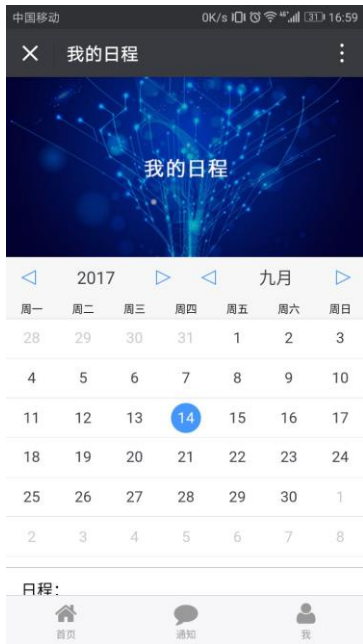 中国移动 0K/s 46 31 16:59
我的日程
我的日程
2017 九月
周一 周二 周三 周四 周五 周六 周日
28 29 30 31 1 2 3
4 5 6 7 8 9 10
11 12 13 14 15 16 17
18 19 20 21 22 23 24
25 26 27 28 29 30 1
2 3 4 5 6 7 8
日程：
首页 通知 我